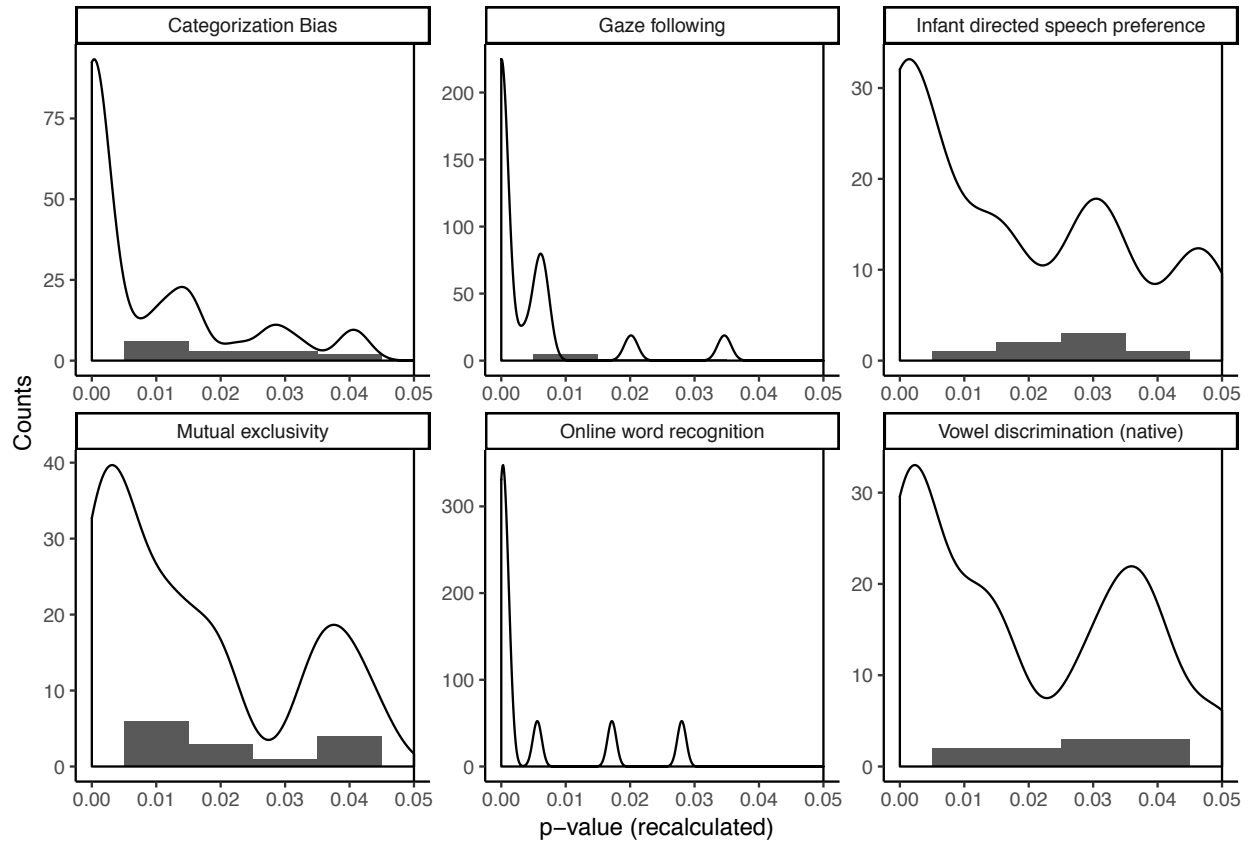 Categorization Bias
Gaze following
Infant directed speech preference
75
50
25
0
200
150
100
50
0
30
20
10
0
0.00 0.01 0.02 0.03 0.04 0.05
0.00 0.01 0.02 0.03 0.04 0.05
0.00 0.01 0.02 0.03 0.04 0.05
Counts
Mutual exclusivity
Online word recognition
Vowel discrimination (native)
40
30
20
10
0
300
200
100
0
30
20
10
0
0.00 0.01 0.02 0.03 0.04 0.05
0.00 0.01 0.02 0.03 0.04 0.05
0.00 0.01 0.02 0.03 0.04 0.05
p−value (recalculated)